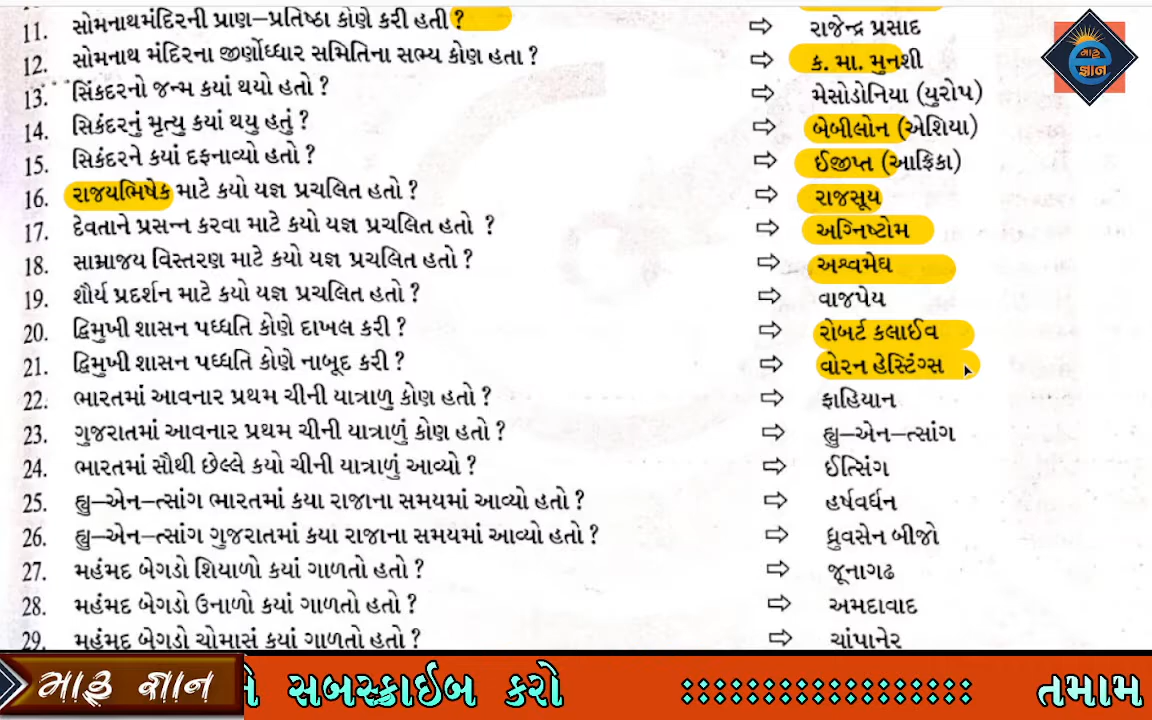 11. સોમનાથમંદિરની પ્રાણ–પ્રતિષ્ઠા કોણે કરી હતી ? ⇨ રાજેન્દ્ર પ્રસાદ
12. સોમનાથ મંદિરના જીર્ણોધ્ધાર સમિતિના સભ્ય કોણ હતા ? ⇨ ક. મા. મુનશી
13. સિંકદરનો જન્મ કયાં થયો હતો ? ⇨ મેસોડોનિયા (યુરોપ)
14. સિકંદરનું મૃત્યુ કયાં થયુ હતું ? ⇨ બેબીલોન (એશિયા)
15. સિકંદરને કયાં દફનાવ્યો હતો ? ⇨ ઈજીપ્ત (આફ્રિકા)
16. રાજયભિષેક માટે કયો યજ્ઞ પ્રચલિત હતો ? ⇨ રાજસૂય
17. દેવતાને પ્રસન્ન કરવા માટે કયો યજ્ઞ પ્રચલિત હતો ? ⇨ અગ્નિષ્ટોમ
18. સામ્રાજય વિસ્તરણ માટે કયો યજ્ઞ પ્રચલિત હતો ? ⇨ અશ્વમેઘ
19. શૌર્ય પ્રદર્શન માટે કયો યજ્ઞ પ્રચલિત હતો ? ⇨ વાજપેય
20. દ્વિમુખી શાસન પધ્ધતિ કોણે દાખલ કરી ? ⇨ રોબર્ટ કલાઈવ
21. દ્વિમુખી શાસન પધ્ધતિ કોણે નાબૂદ કરી ? ⇨ વોરન હેસ્ટિંગ્સ
22. ભારતમાં આવનાર પ્રથમ ચીની યાત્રાળુ કોણ હતો ? ⇨ ફાહિયાન
23. ગુજરાતમાં આવનાર પ્રથમ ચીની યાત્રાળું કોણ હતો ? ⇨ હ્યુ–એન–ત્સાંગ
24. ભારતમાં સૌથી છેલ્લે કયો ચીની યાત્રાળું આવ્યો ? ⇨ ઈત્સિંગ
25. હ્યુ–એન–ત્સાંગ ભારતમાં કયા રાજાના સમયમાં આવ્યો હતો ? ⇨ હર્ષવર્ધન
26. હ્યુ–એન–ત્સાંગ ગુજરાતમાં કયા રાજાના સમયમાં આવ્યો હતો ? ⇨ ધ્રુવસેન બીજો
27. મહંમદ બેગડો શિયાળો કયાં ગાળતો હતો ? ⇨ જૂનાગઢ
28. મહંમદ બેગડો ઉનાળો કયાં ગાળતો હતો ? ⇨ અમદાવાદ
29. મહંમદ બેગડો ચોમાસું કયાં ગાળતો હતો ? ⇨ ચાંપાનેર
મારૂ જ્ઞાન
મારૂ જ્ઞાન ને સબસ્ક્રાઈબ કરો :::::::::::::::::: તમામ